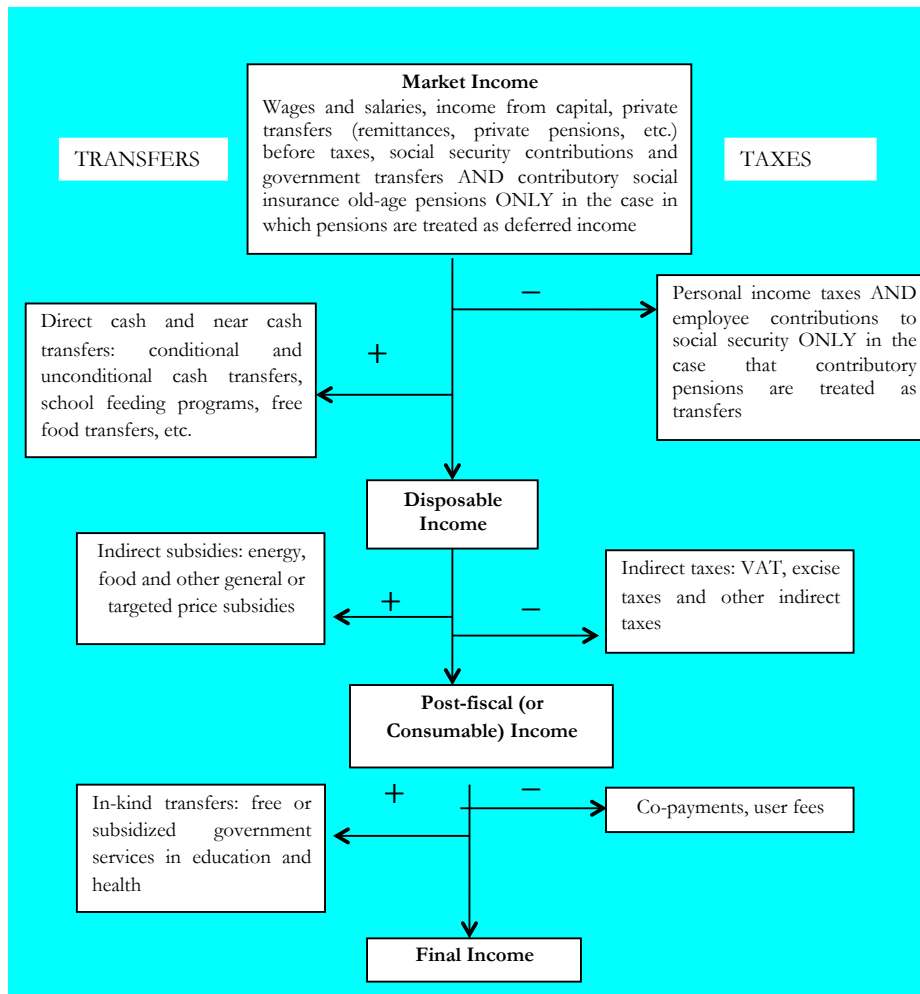 Market Income
Wages and salaries, income from capital, private
transfers (remittances, private pensions, etc.)
before taxes, social security contributions and
government transfers AND contributory social
insurance old-age pensions ONLY in the case in
which pensions are treated as deferred income
TRANSFERS
TAXES
−
Personal income taxes AND
employee contributions to
social security ONLY in the
case that contributory
pensions are treated as
transfers
Direct cash and near cash
transfers: conditional and
unconditional cash transfers,
school feeding programs, free
food transfers, etc.
+
Disposable
Income
Indirect subsidies: energy,
food and other general or
targeted price subsidies
+
−
Indirect taxes: VAT, excise
taxes and other indirect
taxes
Post-fiscal (or
Consumable) Income
In-kind transfers: free or
subsidized government
services in education and
health
+
−
Co-payments, user fees
Final Income